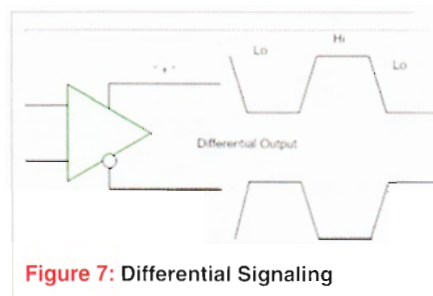 Hi
Lo
Lo
"+"
Differential Output
Figure 7: Differential Signaling